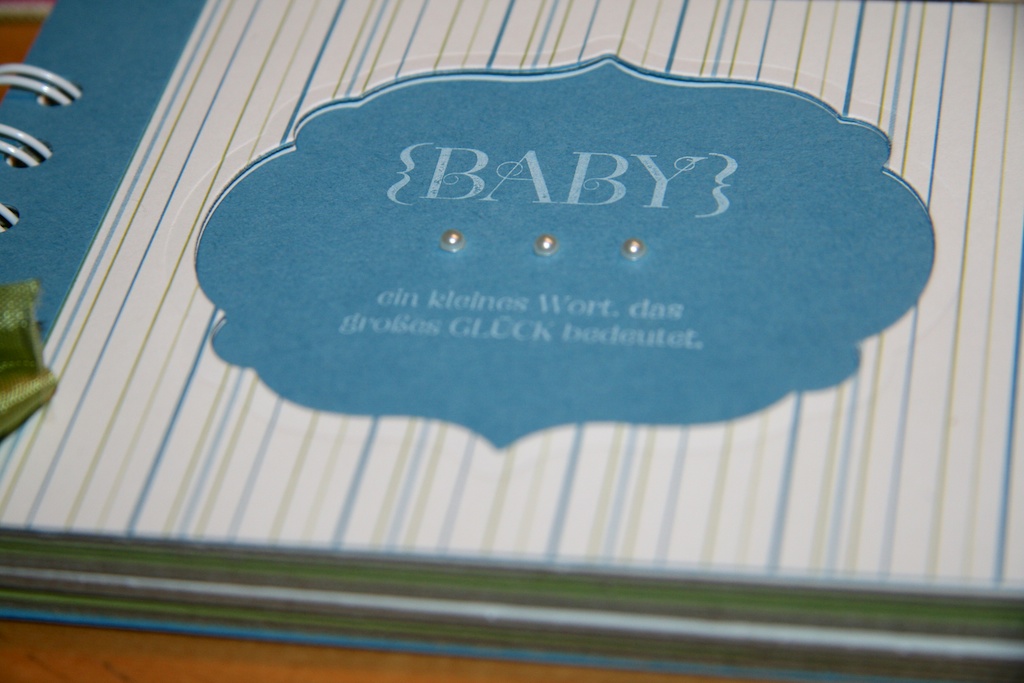 {BABY}
ein kleines Wort, das
großes GLÜCK bedeutet.